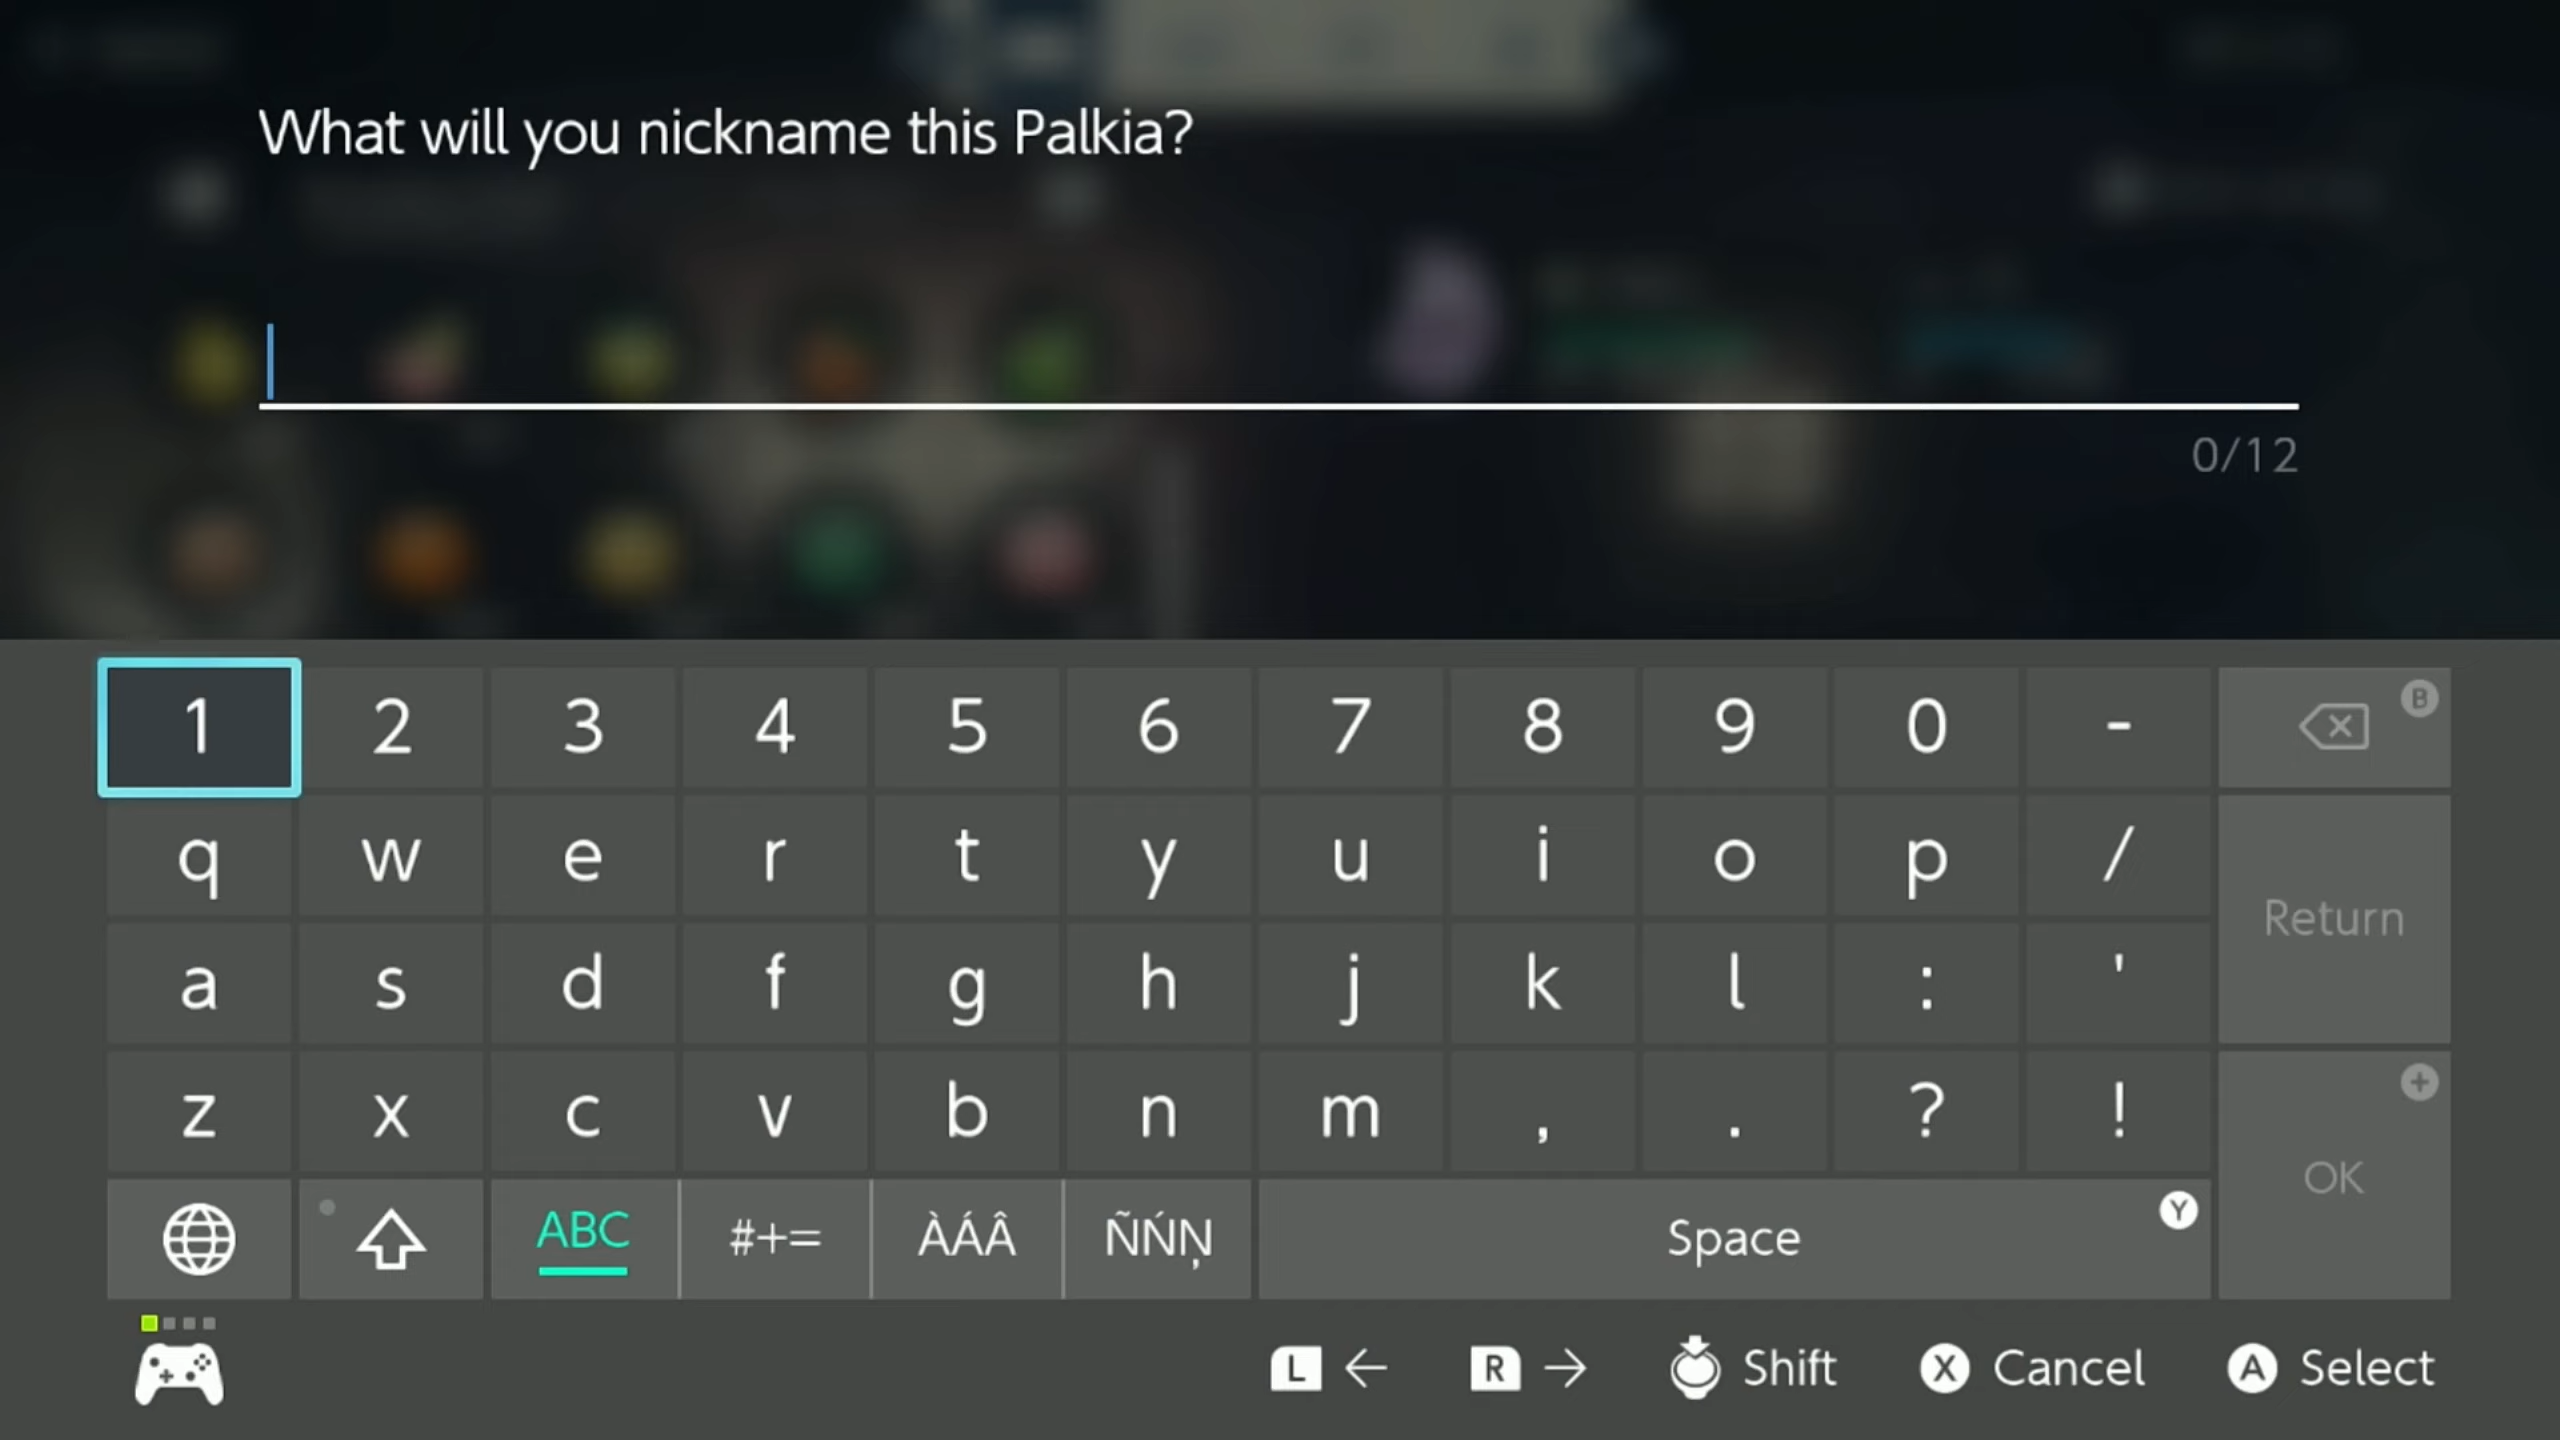 What will you nickname this Palkia?
0/12
1 2 3 4 5 6 7 8 9 0 - B
q w e r t y u i o p /
Return
a s d f g h j k l : '
z x c v b n m , . ? ! +
OK
ABC #+= ÀÁÂ ÑŃŅ Space Y
L ← R → Shift X Cancel A Select